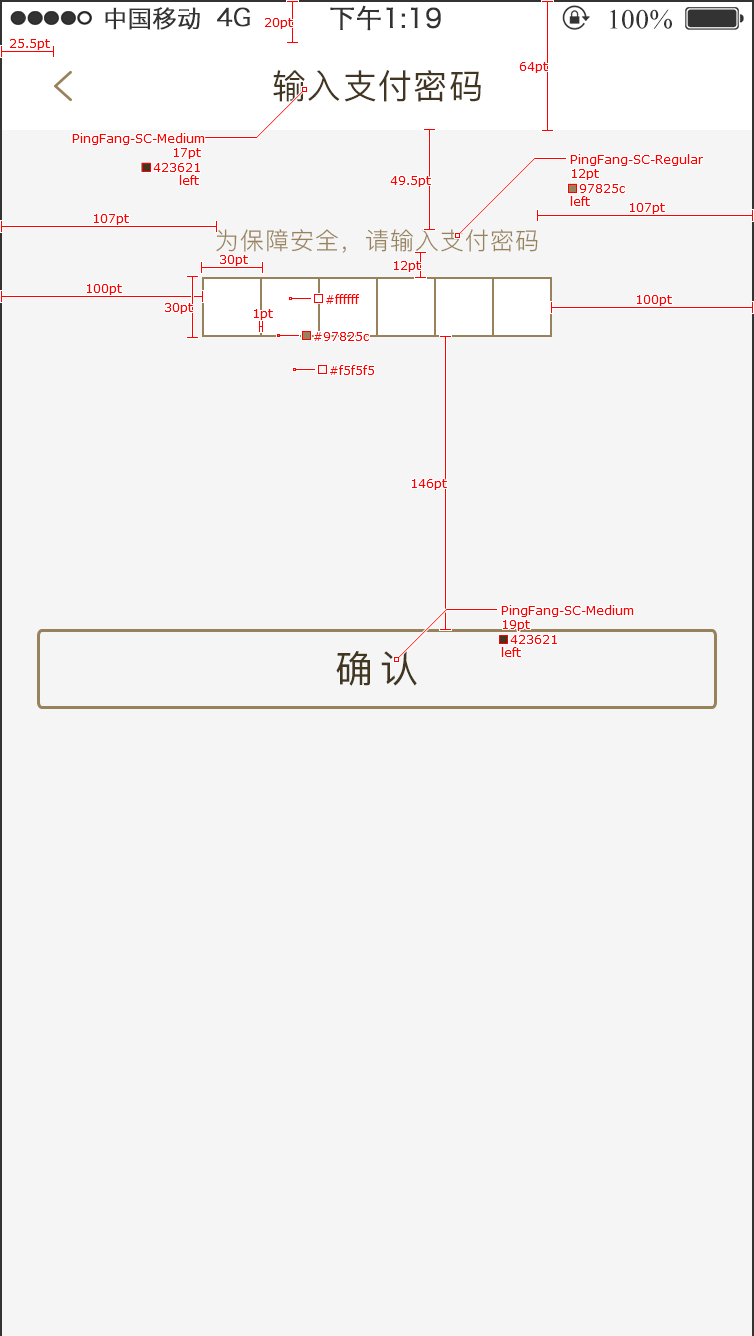 中国移动 4G 下午1:19 100%
20pt
25.5pt
64pt
输入支付密码
PingFang-SC-Medium
17pt
423621
left
PingFang-SC-Regular
12pt
97825c
left
49.5pt
107pt
107pt
为保障安全，请输入支付密码
30pt
12pt
100pt
30pt
1pt
#ffffff
100pt
#97825c
#f5f5f5
146pt
PingFang-SC-Medium
19pt
423621
left
确认